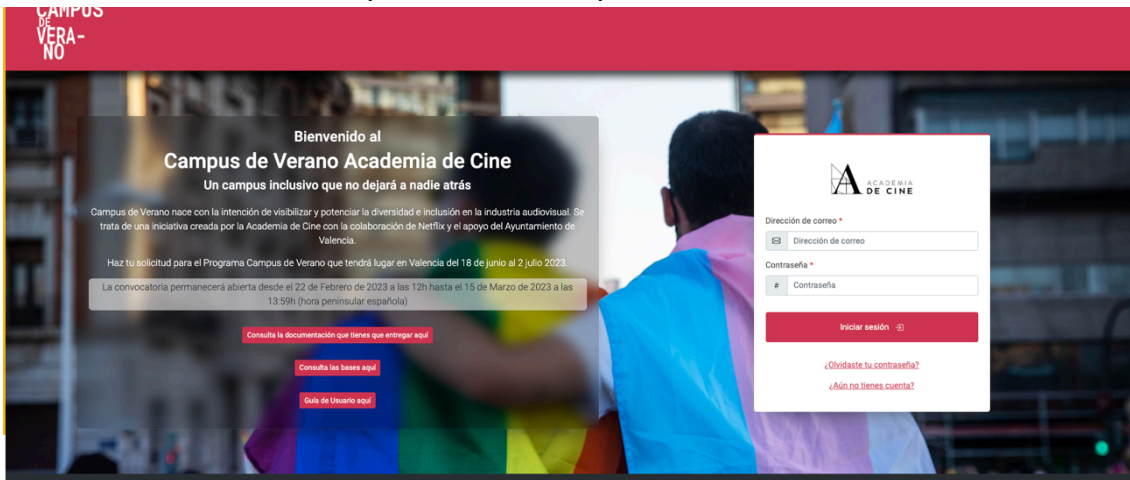 CAMPUS
DE
VERA-
NO
Bienvenido al
Campus de Verano Academia de Cine
Un campus inclusivo que no dejará a nadie atrás
Campus de Verano nace con la intención de visibilizar y potenciar la diversidad e inclusión en la industria audiovisual. Se
trata de una iniciativa creada por la Academia de Cine con la colaboración de Netflix y el apoyo del Ayuntamiento de
Valencia.
Haz tu solicitud para el Programa Campus de Verano que tendrá lugar en Valencia del 18 de junio al 2 julio 2023.
La convocatoria permanecerá abierta desde el 22 de Febrero de 2023 a las 12h hasta el 15 de Marzo de 2023 a las
13:59h (hora peninsular española)
Consulta la documentación que tienes que entregar aquí
Consulta las bases aquí
Guía de Usuario aquí
ACADEMIA
DE CINE
Dirección de correo *
Dirección de correo
Contraseña *
# Contraseña
Iniciar sesión
¿Olvidaste tu contraseña?
¿Aún no tienes cuenta?